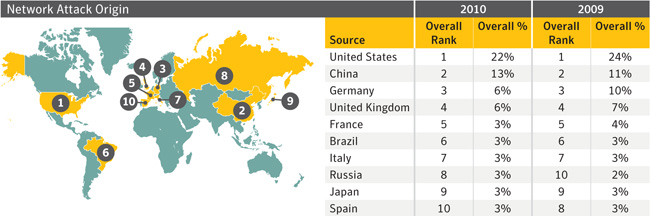 Network Attack Origin
1
2
3
4
5
6
7
8
9
10
2010 2009
Source Overall Rank Overall % Overall Rank Overall %
United States 1 22% 1 24%
China 2 13% 2 11%
Germany 3 6% 3 10%
United Kingdom 4 6% 4 7%
France 5 3% 5 4%
Brazil 6 3% 6 3%
Italy 7 3% 7 3%
Russia 8 3% 10 2%
Japan 9 3% 9 3%
Spain 10 3% 8 3%